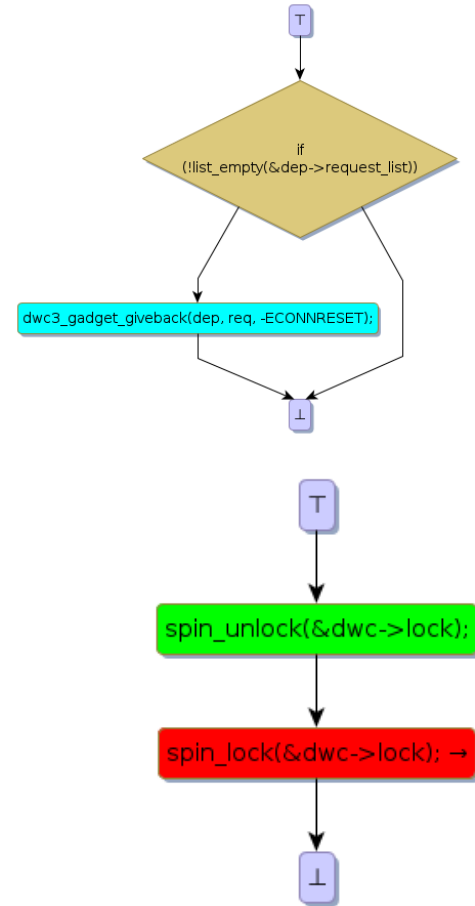 ⊤
if
(!list_empty(&dep->request_list))
dwc3_gadget_giveback(dep, req, -ECONNRESET);
⊥
⊤
spin_unlock(&dwc->lock);
spin_lock(&dwc->lock); →
⊥